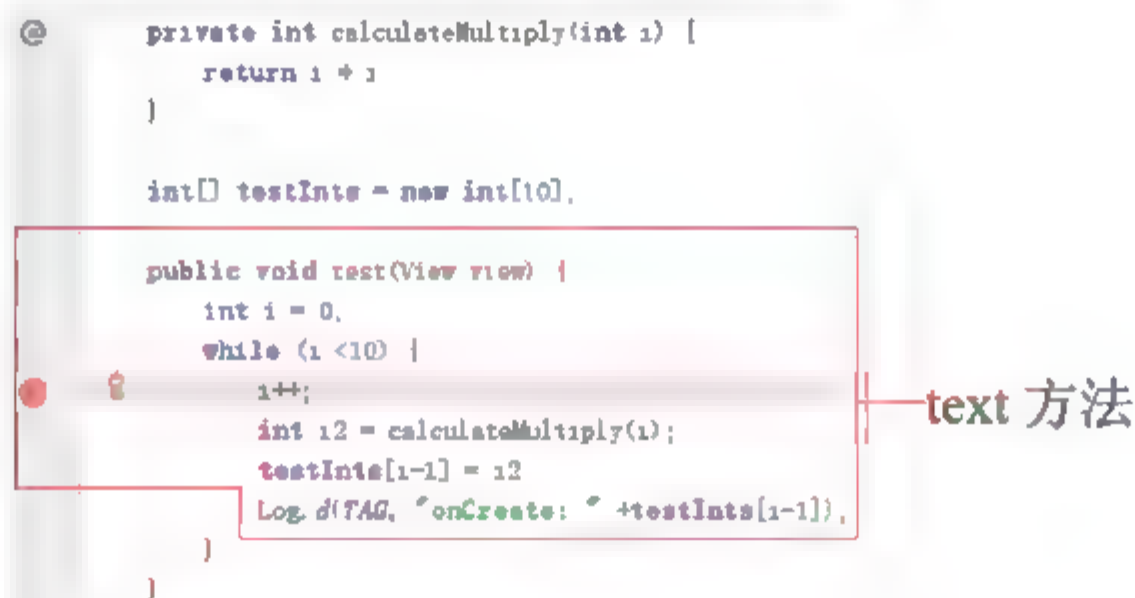 @ private int calculateMultiply(int i) {
return i + i
}
int[] testInts = new int[10],
public void test(View view) {
int i = 0,
while (i <10) {
i++;
int i2 = calculateMultiply(i);
testInts[i-1] = i2
Log. d(TAG, "onCreate: " +testInts[i-1]),
}
}
text 方法